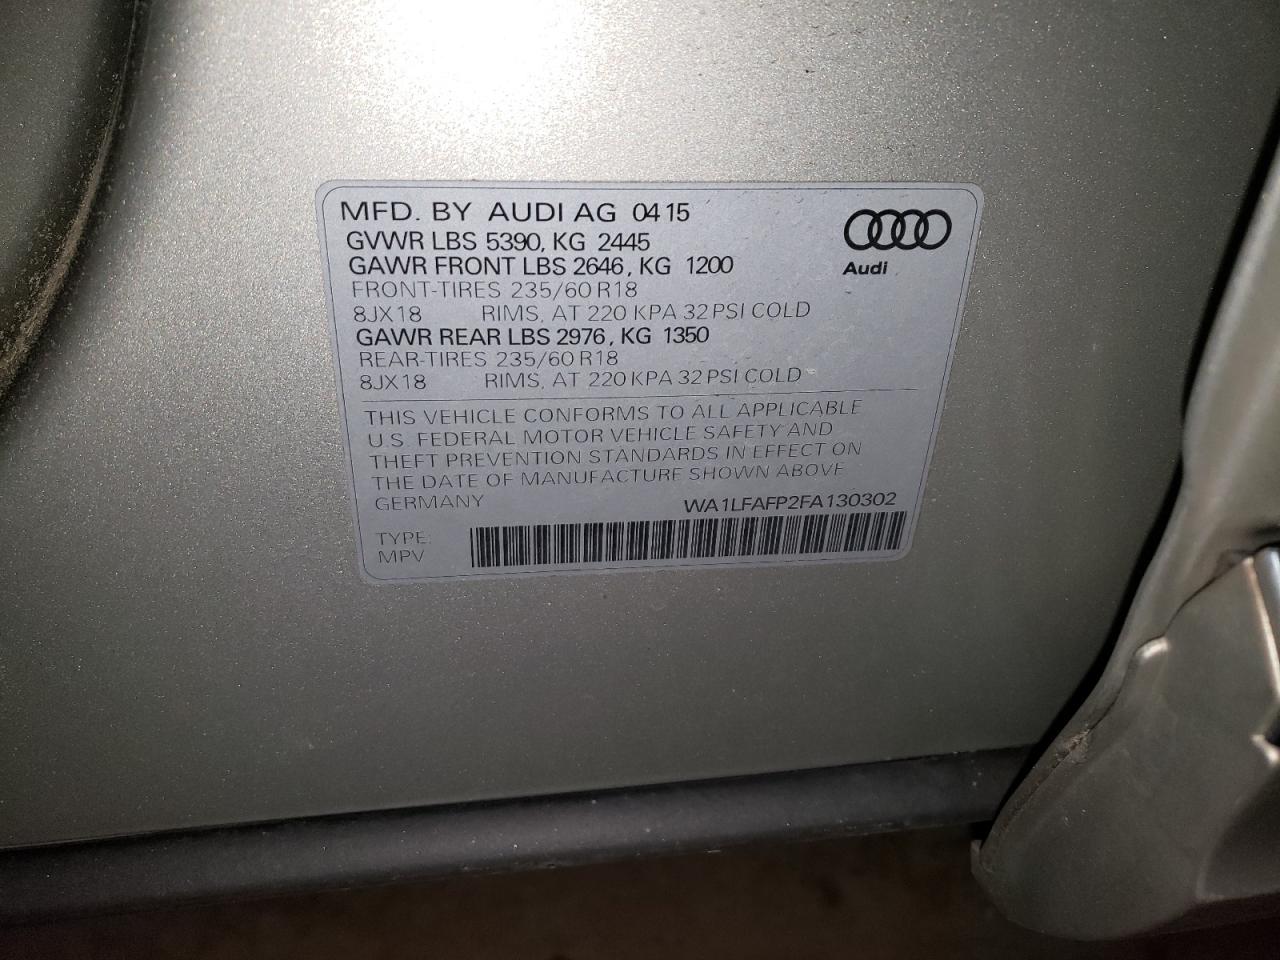 MFD. BY AUDI AG 04 15
GVWR LBS 5390, KG 2445
GAWR FRONT LBS 2646, KG 1200
Audi
FRONT-TIRES 235/60 R18
8JX18 RIMS, AT 220 KPA 32 PSI COLD
GAWR REAR LBS 2976, KG 1350
REAR-TIRES 235/60 R18
8JX18 RIMS, AT 220 KPA 32 PSI COLD
THIS VEHICLE CONFORMS TO ALL APPLICABLE
U.S. FEDERAL MOTOR VEHICLE SAFETY AND
THEFT PREVENTION STANDARDS IN EFFECT ON
THE DATE OF MANUFACTURE SHOWN ABOVE
GERMANY WA1LFAFP2FA130302
TYPE:
MPV